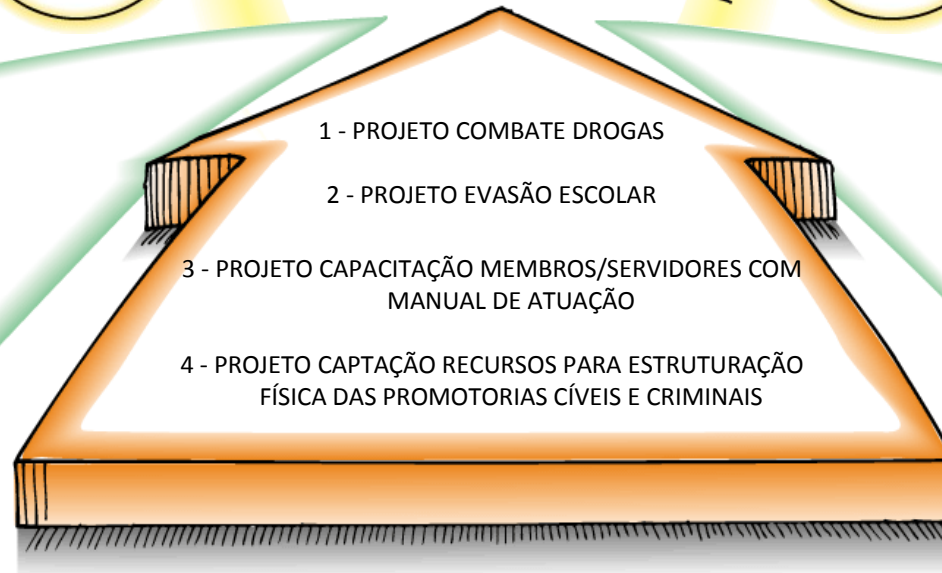 1 - PROJETO COMBATE DROGAS
2 - PROJETO EVASÃO ESCOLAR
3 - PROJETO CAPACITAÇÃO MEMBROS/SERVIDORES COM
MANUAL DE ATUAÇÃO
4 - PROJETO CAPTAÇÃO RECURSOS PARA ESTRUTURAÇÃO
FÍSICA DAS PROMOTORIAS CÍVEIS E CRIMINAIS